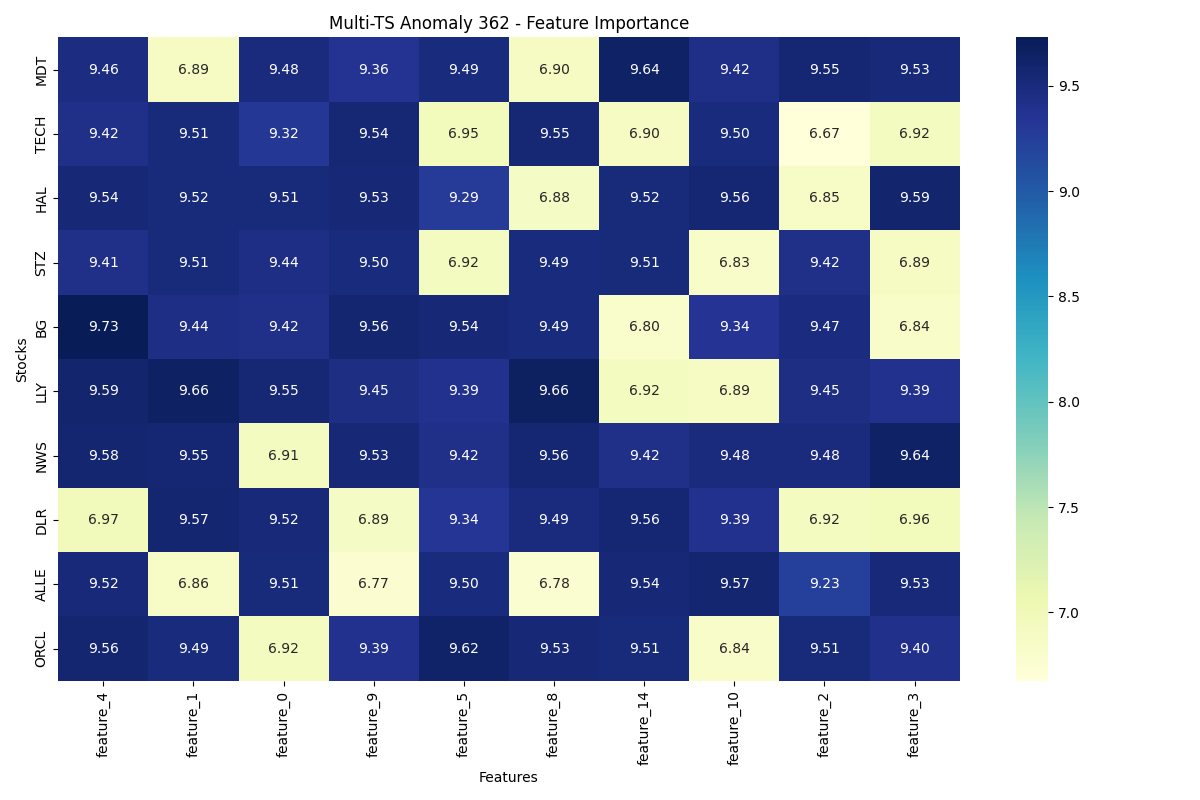 Multi-TS Anomaly 362 - Feature Importance
Stocks
MDT 9.46 6.89 9.48 9.36 9.49 6.90 9.64 9.42 9.55 9.53
TECH 9.42 9.51 9.32 9.54 6.95 9.55 6.90 9.50 6.67 6.92
HAL 9.54 9.52 9.51 9.53 9.29 6.88 9.52 9.56 6.85 9.59
STZ 9.41 9.51 9.44 9.50 6.92 9.49 9.51 6.83 9.42 6.89
BG 9.73 9.44 9.42 9.56 9.54 9.49 6.80 9.34 9.47 6.84
LLY 9.59 9.66 9.55 9.45 9.39 9.66 6.92 6.89 9.45 9.39
NWS 9.58 9.55 6.91 9.53 9.42 9.56 9.42 9.48 9.48 9.64
DLR 6.97 9.57 9.52 6.89 9.34 9.49 9.56 9.39 6.92 6.96
ALLE 9.52 6.86 9.51 6.77 9.50 6.78 9.54 9.57 9.23 9.53
ORCL 9.56 9.49 6.92 9.39 9.62 9.53 9.51 6.84 9.51 9.40
feature_4 feature_1 feature_0 feature_9 feature_5 feature_8 feature_14 feature_10 feature_2 feature_3
Features
9.5
9.0
8.5
8.0
7.5
7.0